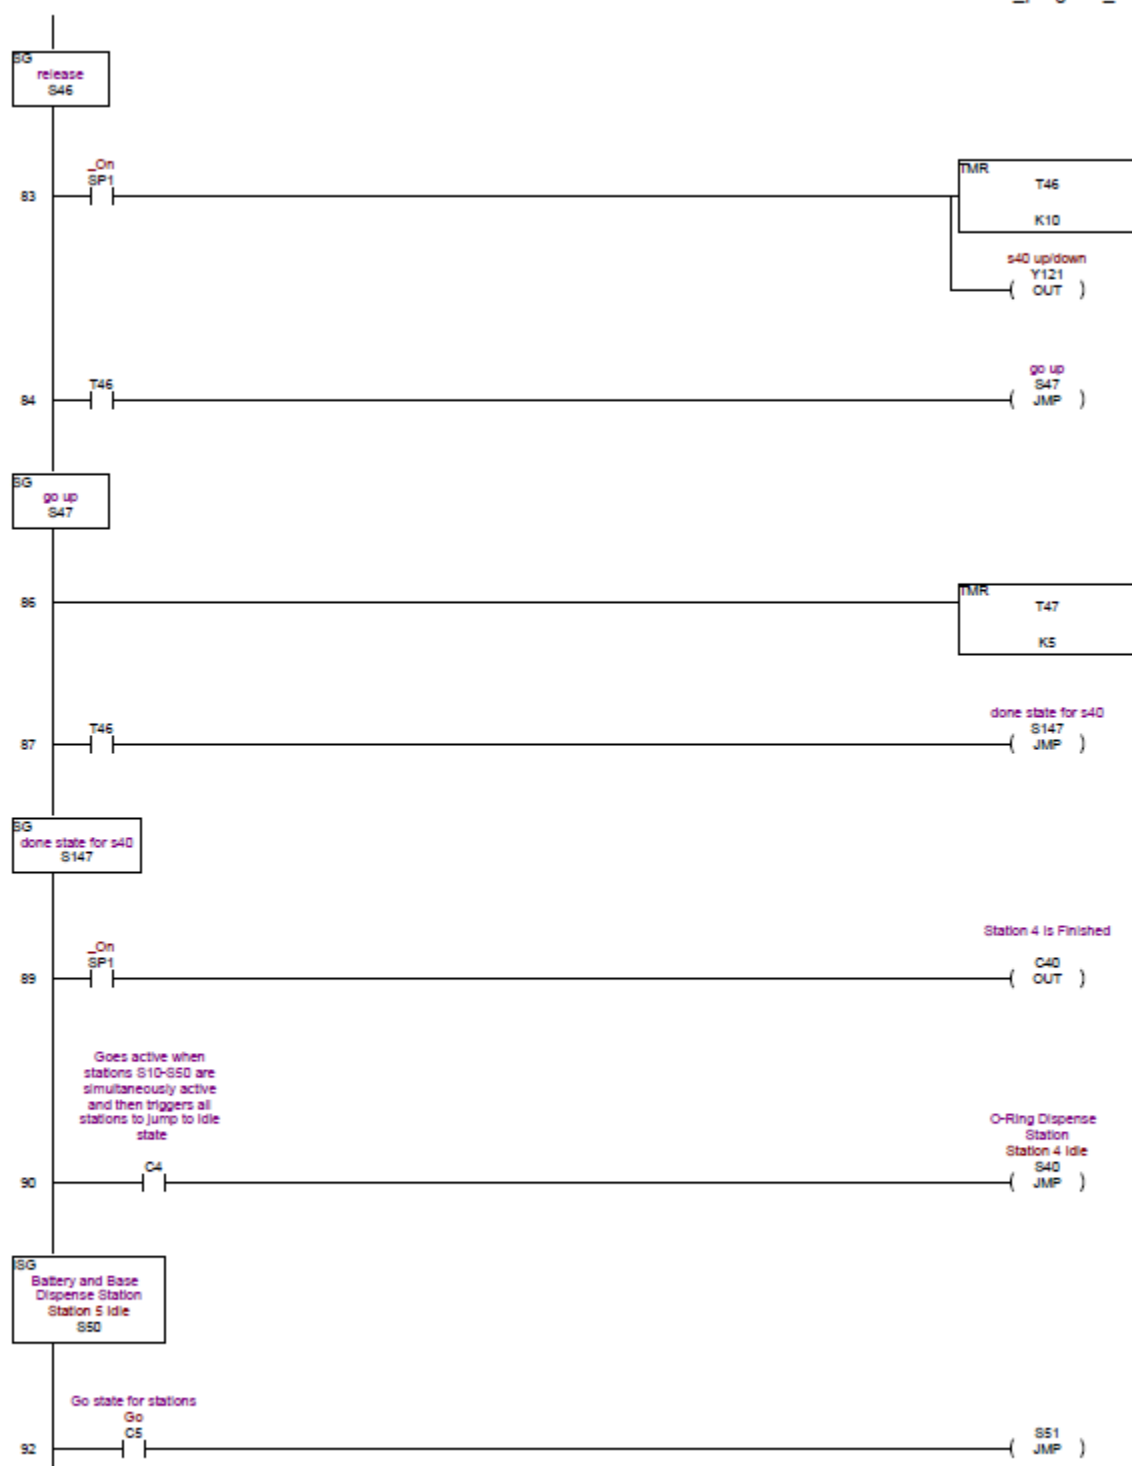 SG
release
S46
_On
SP1
83
TMR
T46
K10
s40 up/down
Y121
OUT
T46
84
go up
S47
JMP
SG
go up
S47
86
TMR
T47
K5
T46
87
done state for s40
S147
JMP
SG
done state for s40
S147
_On
SP1
89
Station 4 is Finished
C40
OUT
Goes active when
stations S10-S50 are
simultaneously active
and then triggers all
stations to jump to idle
state
C4
90
O-Ring Dispense
Station
Station 4 Idle
S40
JMP
ISG
Battery and Base
Dispense Station
Station 5 Idle
S50
Go state for stations
Go
C5
92
S51
JMP